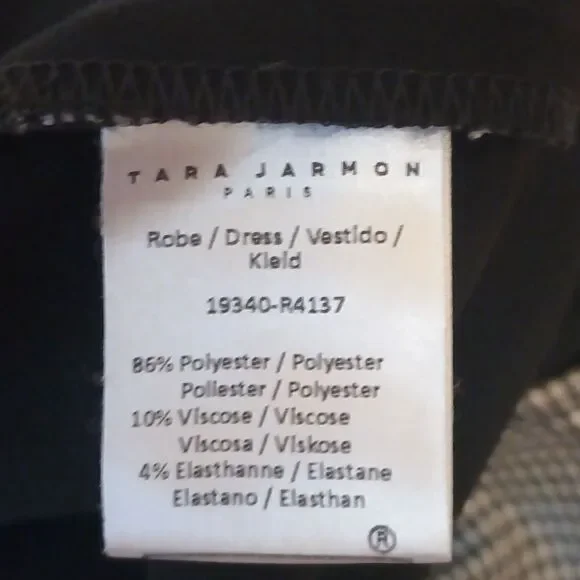 TARA JARMON
PARIS
Robe / Dress / Vestido /
Kleid
19340-R4137
86% Polyester / Polyester
Poliester / Polyester
10% Viscose / Viscose
Viscosa / Viskose
4% Elasthanne / Elastane
Elastano / Elasthan
®